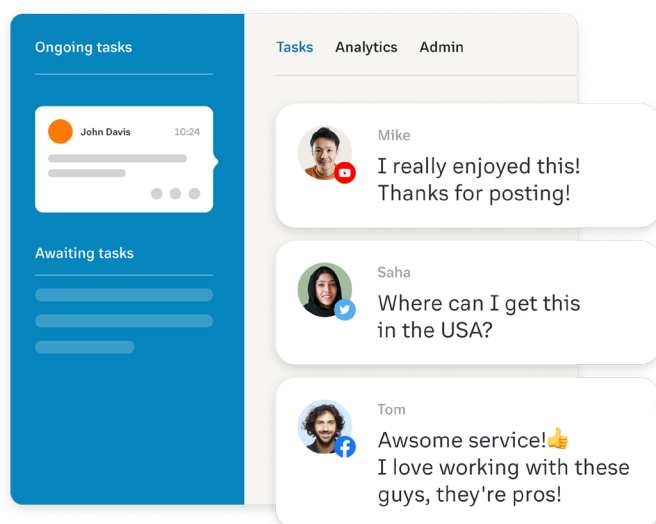 Ongoing tasks
John Davis 10:24
Awaiting tasks
Tasks Analytics Admin
Mike
I really enjoyed this!
Thanks for posting!
Saha
Where can I get this
in the USA?
Tom
Awsome service!👍
I love working with these
guys, they're pros!